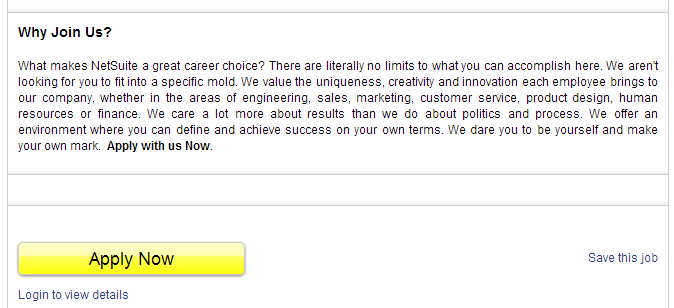 Why Join Us?
What makes NetSuite a great career choice? There are literally no limits to what you can accomplish here. We aren't
looking for you to fit into a specific mold. We value the uniqueness, creativity and innovation each employee brings to
our company, whether in the areas of engineering, sales, marketing, customer service, product design, human
resources or finance. We care a lot more about results than we do about politics and process. We offer an
environment where you can define and achieve success on your own terms. We dare you to be yourself and make
your own mark. Apply with us Now.
Apply Now
Save this job
Login to view details